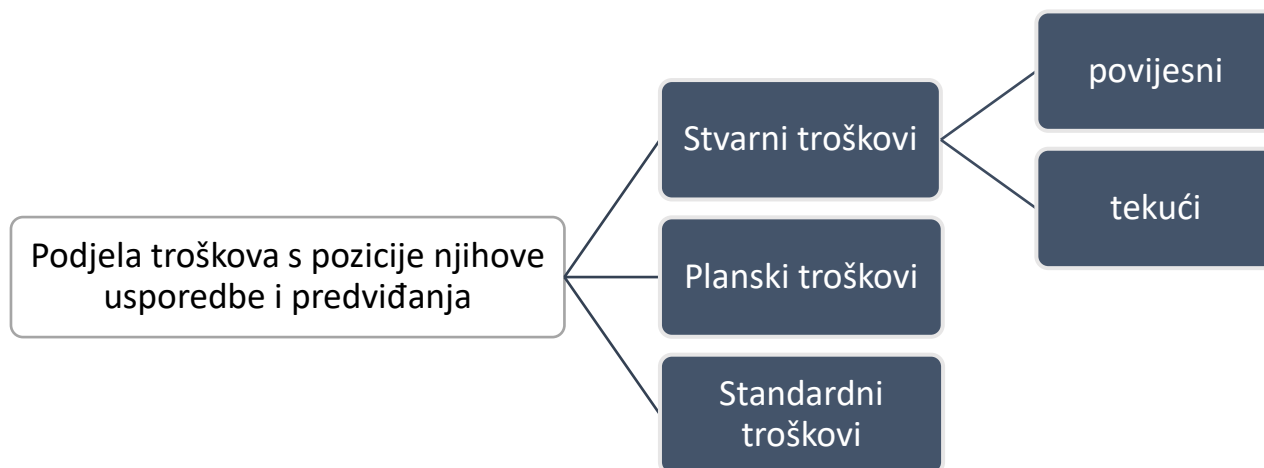 Podjela troškova s pozicije njihove
usporedbe i predviđanja
Stvarni troškovi
povijesni
tekući
Planski troškovi
Standardni
troškovi